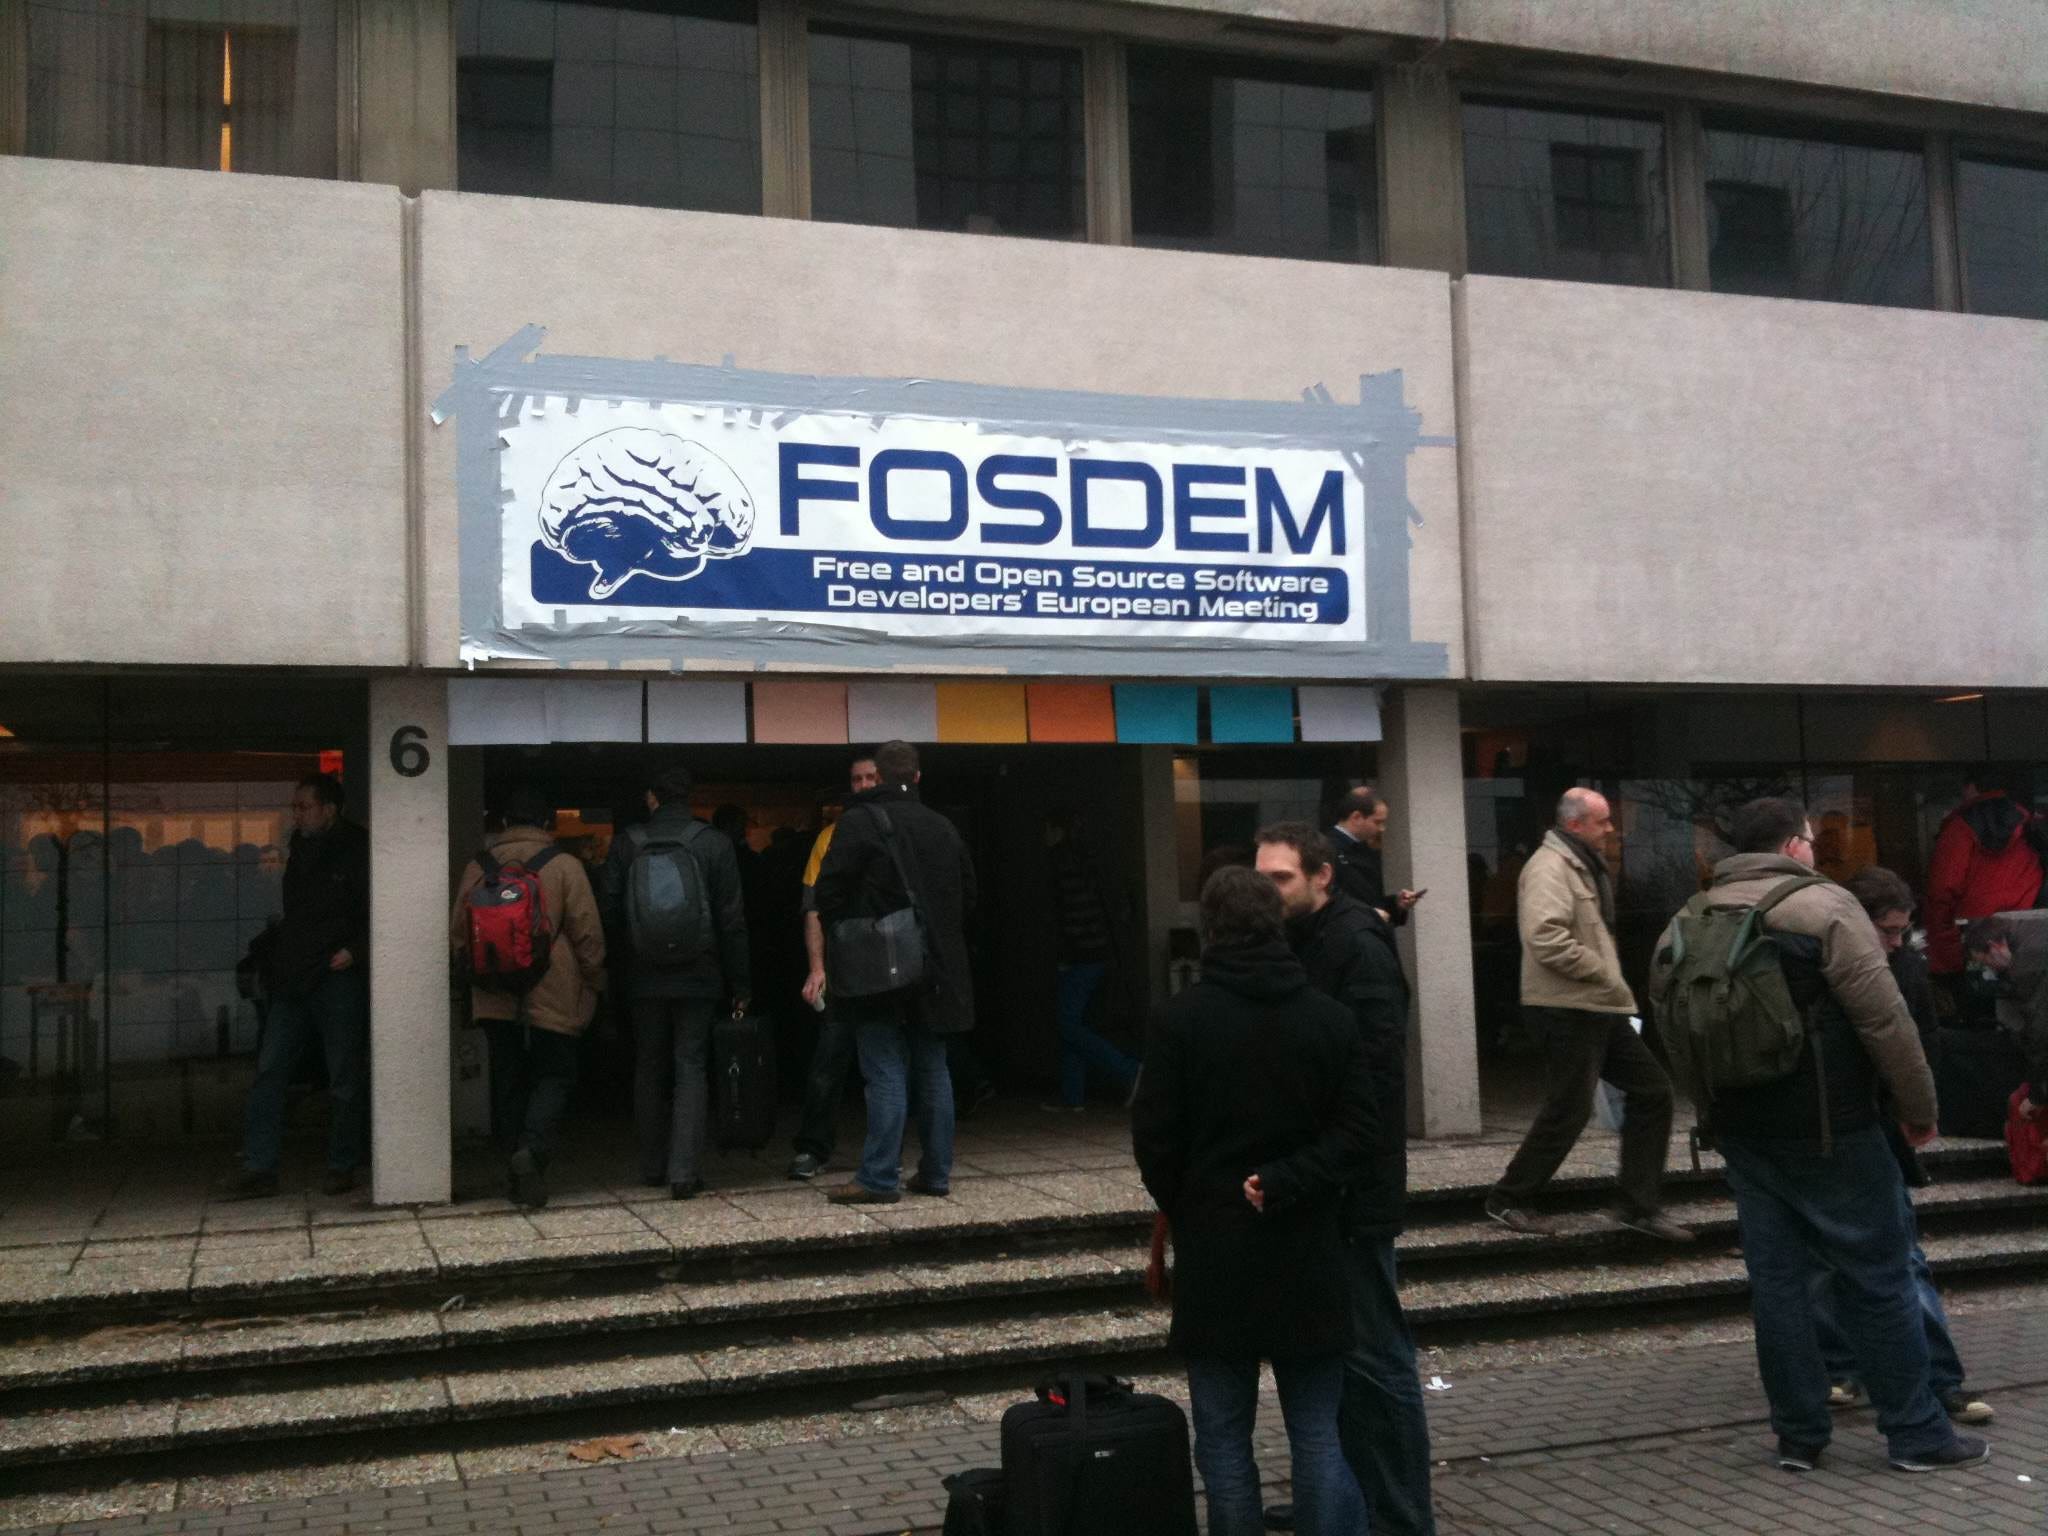 FOSDEM
Free and Open Source Software
Developers' European Meeting
6